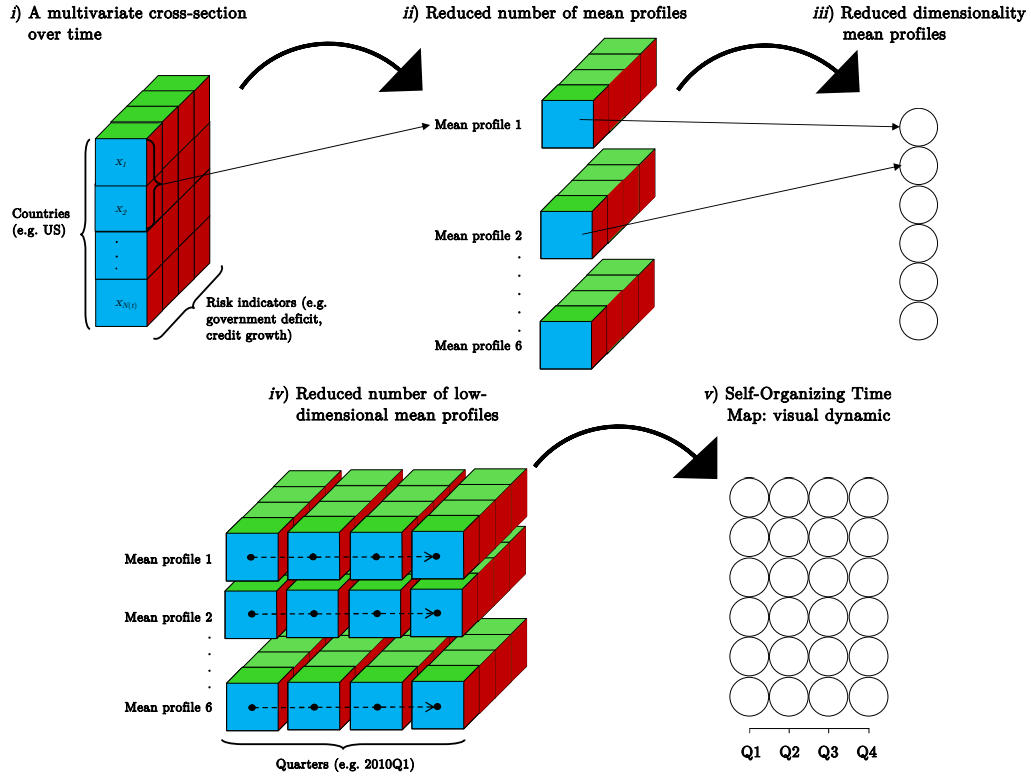 i) A multivariate cross-section
over time
ii) Reduced number of mean profiles
iii) Reduced dimensionality
mean profiles
Mean profile 1
X1
X2
Countries
(e.g. US)
XN(t)
Mean profile 2
Mean profile 6
Risk indicators (e.g.
government deficit,
credit growth)
iv) Reduced number of low-
dimensional mean profiles
v) Self-Organizing Time
Map: visual dynamic
Mean profile 1
Mean profile 2
Mean profile 6
Quarters (e.g. 2010Q1)
Q1 Q2 Q3 Q4